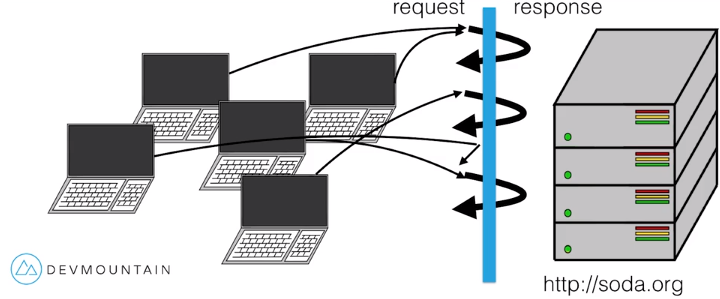 request response
DEVMOUNTAIN
http://soda.org